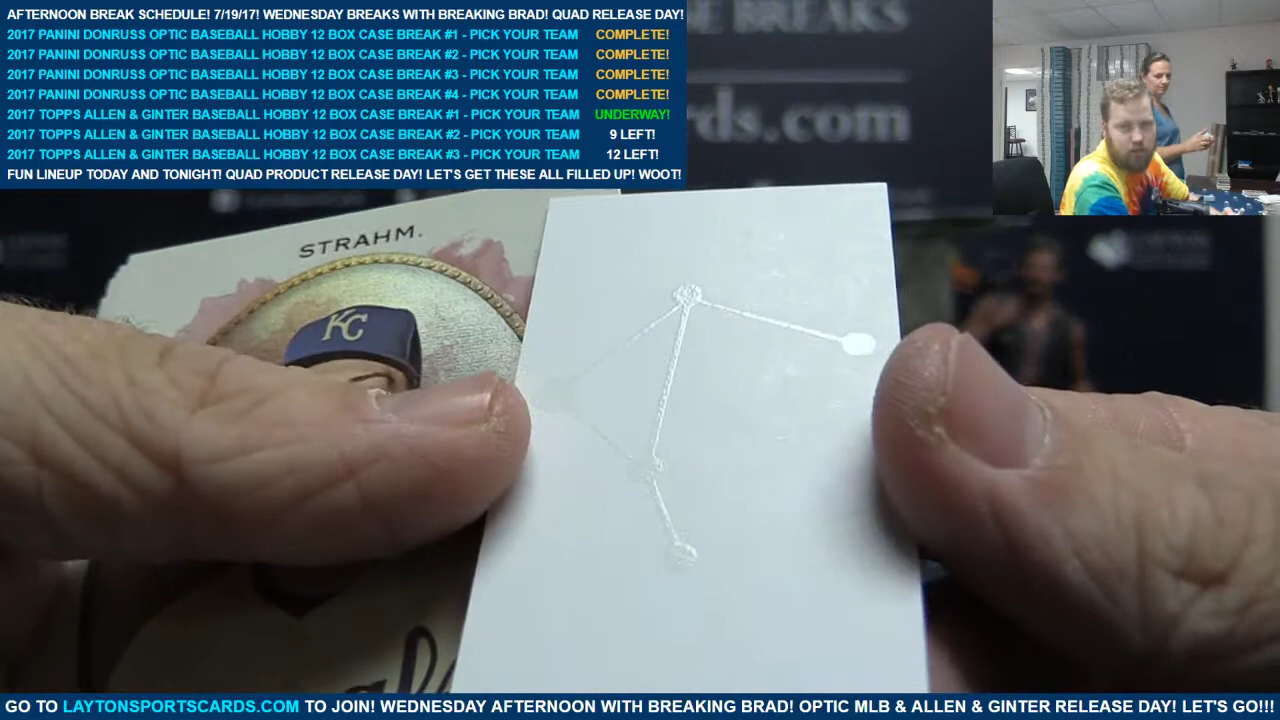 AFTERNOON BREAK SCHEDULE! 7/19/17! WEDNESDAY BREAKS WITH BREAKING BRAD! QUAD RELEASE DAY!
2017 PANINI DONRUSS OPTIC BASEBALL HOBBY 12 BOX CASE BREAK #1 - PICK YOUR TEAM COMPLETE!
2017 PANINI DONRUSS OPTIC BASEBALL HOBBY 12 BOX CASE BREAK #2 - PICK YOUR TEAM COMPLETE!
2017 PANINI DONRUSS OPTIC BASEBALL HOBBY 12 BOX CASE BREAK #3 - PICK YOUR TEAM COMPLETE!
2017 PANINI DONRUSS OPTIC BASEBALL HOBBY 12 BOX CASE BREAK #4 - PICK YOUR TEAM COMPLETE!
2017 TOPPS ALLEN & GINTER BASEBALL HOBBY 12 BOX CASE BREAK #1 - PICK YOUR TEAM UNDERWAY!
2017 TOPPS ALLEN & GINTER BASEBALL HOBBY 12 BOX CASE BREAK #2 - PICK YOUR TEAM 9 LEFT!
2017 TOPPS ALLEN & GINTER BASEBALL HOBBY 12 BOX CASE BREAK #3 - PICK YOUR TEAM 12 LEFT!
FUN LINEUP TODAY AND TONIGHT! QUAD PRODUCT RELEASE DAY! LET'S GET THESE ALL FILLED UP! WOOT!
BREAKS
rds.com
STRAHM.
KC
GO TO LAYTONSPORTSCARDS.COM TO JOIN! WEDNESDAY AFTERNOON WITH BREAKING BRAD! OPTIC MLB & ALLEN & GINTER RELEASE DAY! LET'S GO!!!